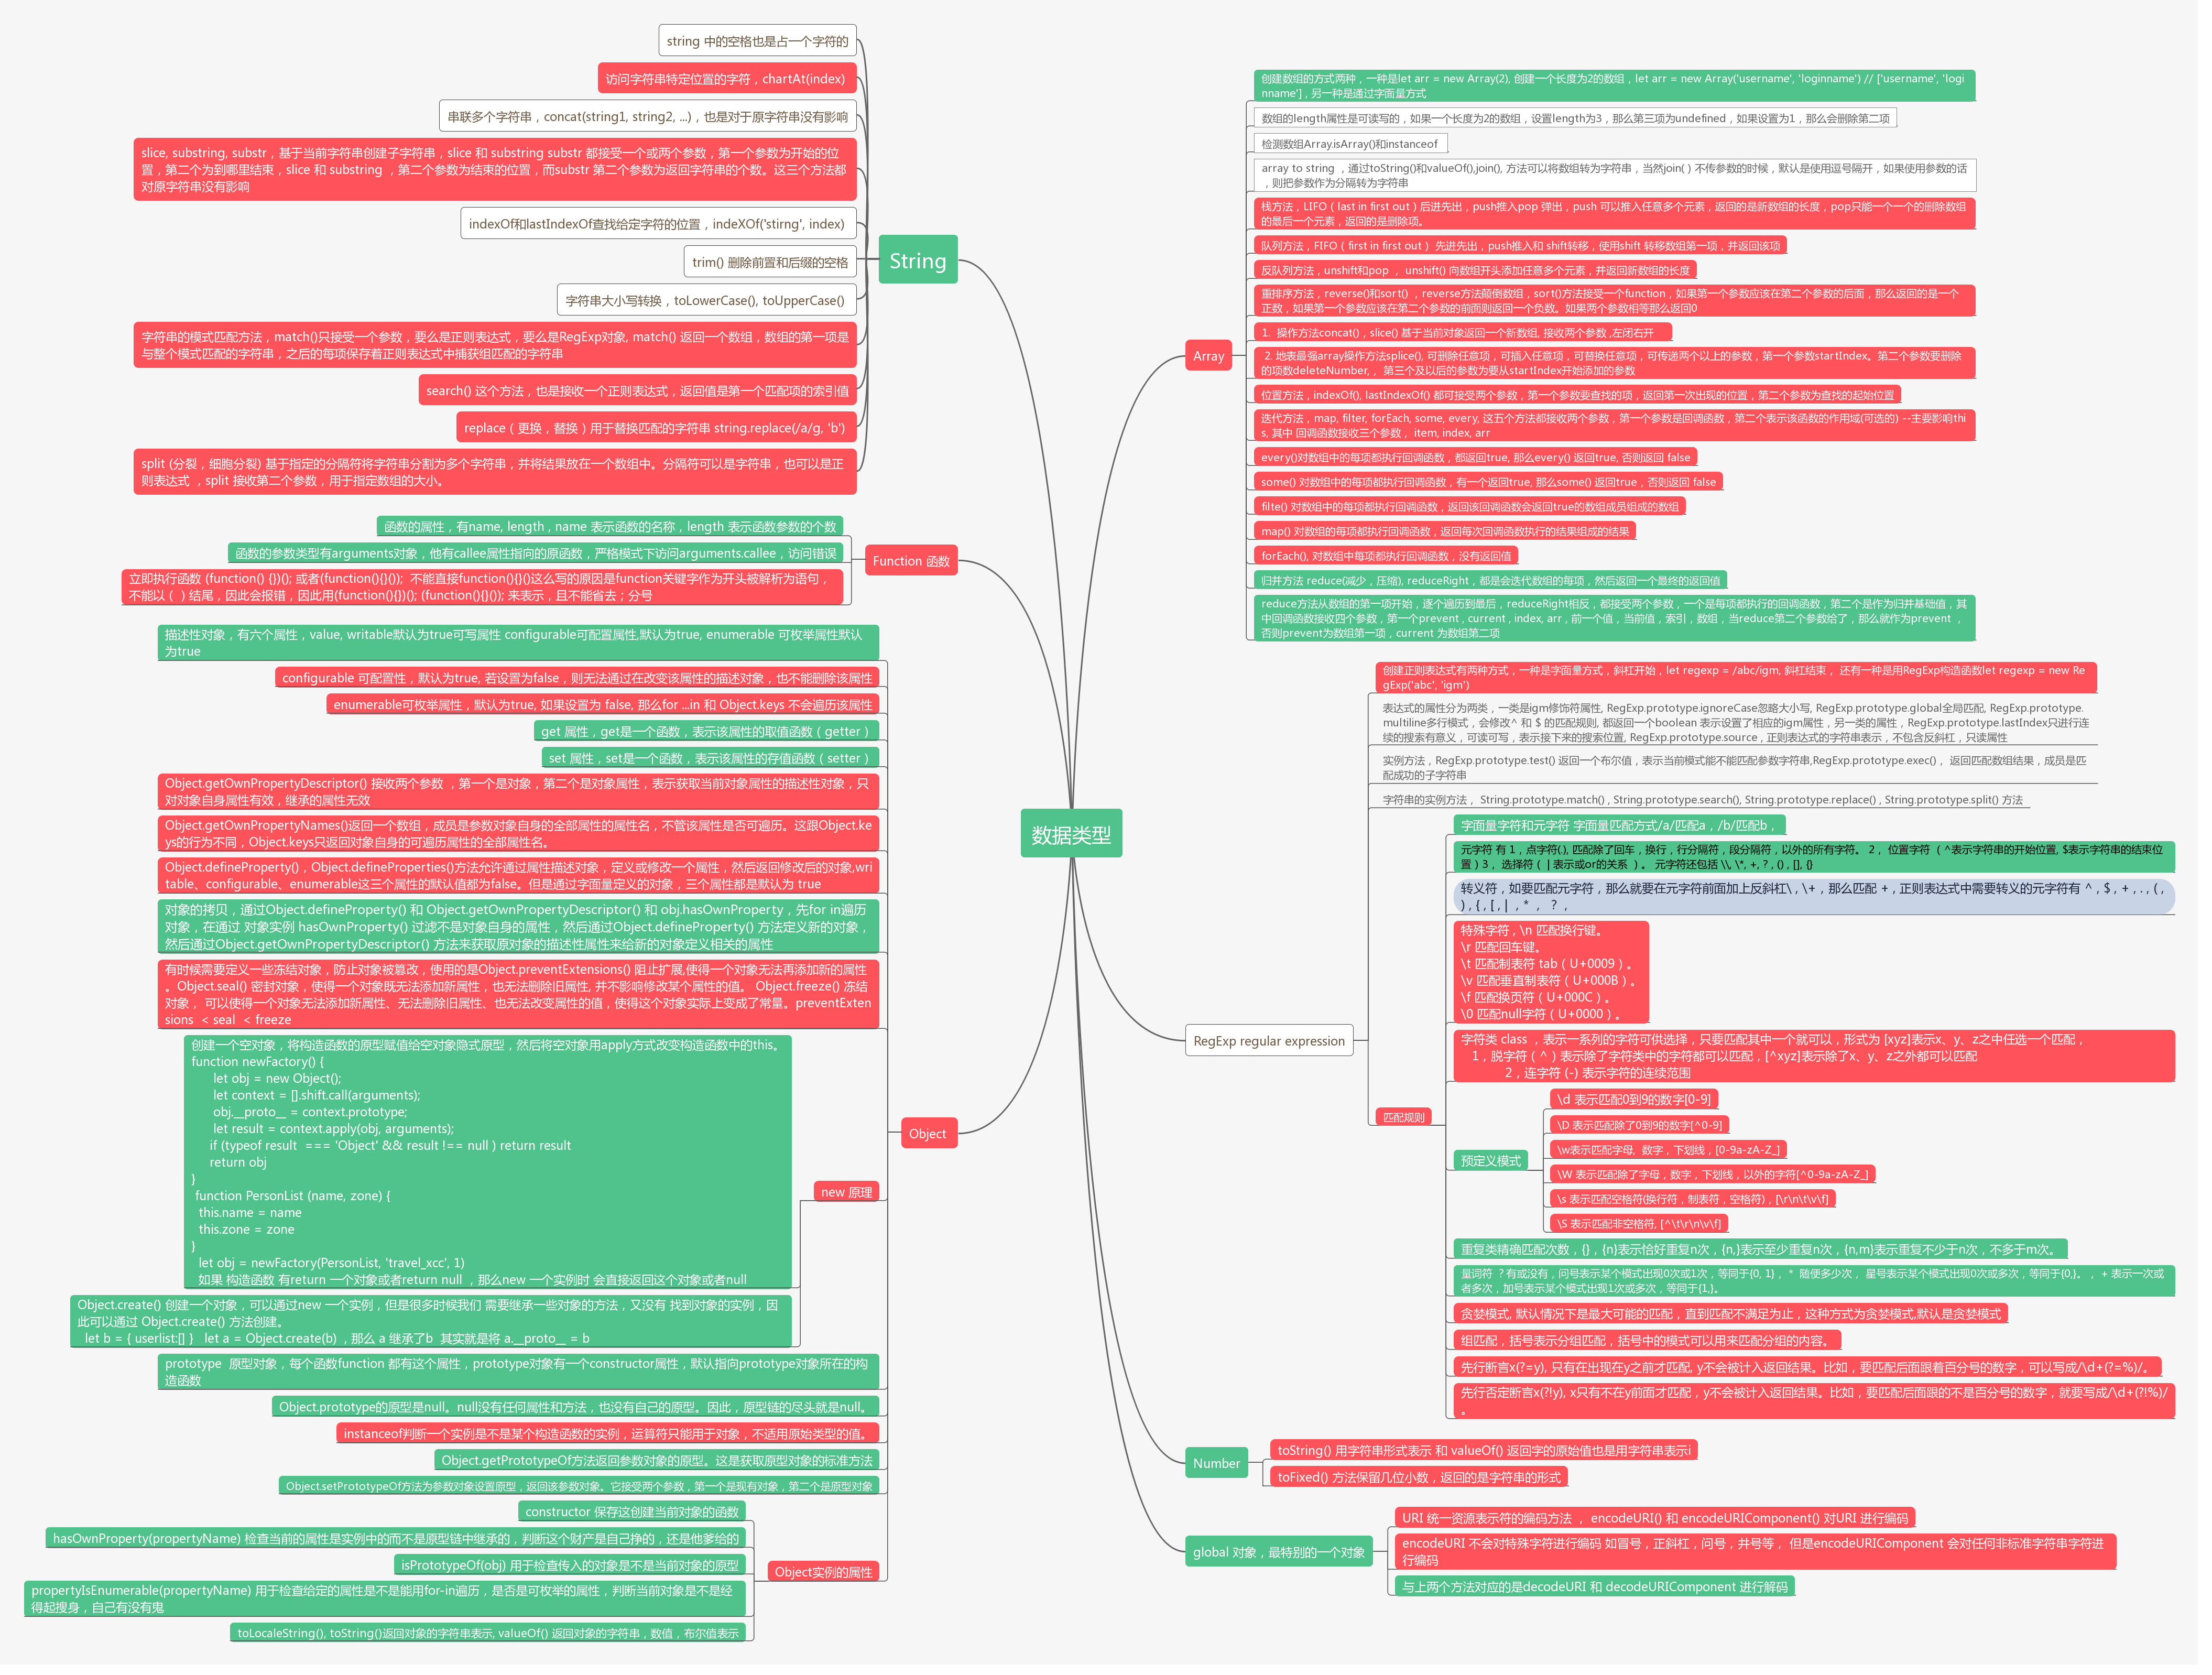 string 中的空格也是占一个字符的
访问字符串特定位置的字符，chartAt(index)
串联多个字符串，concat(string1, string2, ...)，也是对于原字符串没有影响
slice, substring, substr，基于当前字符串创建子字符串，slice 和 substring substr 都接受一个或两个参数，第一个参数为开始的位
置，第二个为到哪里结束，slice 和 substring ，第二个参数为结束的位置，而substr 第二个参数为返回字符串的个数。这三个方法都
对原字符串没有影响
indexOf和lastIndexOf查找给定字符的位置，indeXOf('stirng', index)
trim() 删除前置和后缀的空格
字符串大小写转换，toLowerCase(), toUpperCase()
字符串的模式匹配方法，match()只接受一个参数，要么是正则表达式，要么是RegExp对象, match() 返回一个数组，数组的第一项是
与整个模式匹配的字符串，之后的每项保存着正则表达式中捕获组匹配的字符串
search() 这个方法，也是接收一个正则表达式，返回值是第一个匹配项的索引值
replace（更换，替换）用于替换匹配的字符串 string.replace(/a/g, 'b')
split (分裂，细胞分裂) 基于指定的分隔符将字符串分割为多个字符串，并将结果放在一个数组中。分隔符可以是字符串，也可以是正
则表达式 ，split 接收第二个参数，用于指定数组的大小。
String
函数的属性，有name, length , name 表示函数的名称，length 表示函数参数的个数
函数的参数类型有arguments对象，他有callee属性指向的原函数，严格模式下访问arguments.callee，访问错误
立即执行函数 (function() {})(); 或者(function(){}()); 不能直接function(){}()这么写的原因是function关键字作为开头被解析为语句，
不能以（ ）结尾，因此会报错，因此用(function(){})(); (function(){}()); 来表示，且不能省去；分号
Function 函数
描述性对象，有六个属性，value, writable默认为true可写属性 configurable可配置属性,默认为true, enumerable 可枚举属性默认
为true
configurable 可配置性，默认为true, 若设置为false，则无法通过在改变该属性的描述对象，也不能删除该属性
enumerable可枚举属性，默认为true, 如果设置为 false, 那么for ...in 和 Object.keys 不会遍历该属性
get 属性，get是一个函数，表示该属性的取值函数（getter）
set 属性，set是一个函数，表示该属性的存值函数（setter）
Object.getOwnPropertyDescriptor() 接收两个参数 ，第一个是对象，第二个是对象属性，表示获取当前对象属性的描述性对象，只
对对象自身属性有效，继承的属性无效
Object.getOwnPropertyNames()返回一个数组，成员是参数对象自身的全部属性的属性名，不管该属性是否可遍历。这跟Object.ke
ys的行为不同，Object.keys只返回对象自身的可遍历属性的全部属性名。
Object.defineProperty()，Object.defineProperties()方法允许通过属性描述对象，定义或修改一个属性，然后返回修改后的对象,wri
table、configurable、enumerable这三个属性的默认值都为false。但是通过字面量定义的对象，三个属性都是默认为 true
对象的拷贝，通过Object.defineProperty() 和 Object.getOwnPropertyDescriptor() 和 obj.hasOwnProperty，先for in遍历
对象，在通过 对象实例 hasOwnProperty() 过滤不是对象自身的属性，然后通过Object.defineProperty() 方法定义新的对象，
然后通过Object.getOwnPropertyDescriptor() 方法来获取原对象的描述性属性来给新的对象定义相关的属性
有时候需要定义一些冻结对象，防止对象被篡改，使用的是Object.preventExtensions() 阻止扩展,使得一个对象无法再添加新的属性
。Object.seal() 密封对象，使得一个对象既无法添加新属性，也无法删除旧属性, 并不影响修改某个属性的值。 Object.freeze() 冻结
对象， 可以使得一个对象无法添加新属性、无法删除旧属性、也无法改变属性的值，使得这个对象实际上变成了常量。preventExten
sions < seal < freeze
创建一个空对象，将构造函数的原型赋值给空对象隐式原型，然后将空对象用apply方式改变构造函数中的this。
function newFactory() {
let obj = new Object();
let context = [].shift.call(arguments);
obj.__proto__ = context.prototype;
let result = context.apply(obj, arguments);
if (typeof result === 'Object' && result !== null ) return result
return obj
}
function PersonList (name, zone) {
this.name = name
this.zone = zone
}
let obj = newFactory(PersonList, 'travel_xcc', 1)
如果 构造函数 有return 一个对象或者return null ，那么new 一个实例时 会直接返回这个对象或者null
new 原理
Object.create() 创建一个对象，可以通过new 一个实例，但是很多时候我们 需要继承一些对象的方法，又没有 找到对象的实例，因
此可以通过 Object.create() 方法创建。
let b = { userlist:[] } let a = Object.create(b) ，那么 a 继承了b 其实就是将 a.__proto__ = b
prototype 原型对象，每个函数function 都有这个属性，prototype对象有一个constructor属性，默认指向prototype对象所在的构
造函数
Object.prototype的原型是null。null没有任何属性和方法，也没有自己的原型。因此，原型链的尽头就是null。
instanceof判断一个实例是不是某个构造函数的实例，运算符只能用于对象，不适用原始类型的值。
Object.getPrototypeOf方法返回参数对象的原型。这是获取原型对象的标准方法
Object.setPrototypeOf方法为参数对象设置原型，返回该参数对象。它接受两个参数，第一个是现有对象，第二个是原型对象
constructor 保存这创建当前对象的函数
hasOwnProperty(propertyName) 检查当前的属性是实例中的而不是原型链中继承的，判断这个财产是自己挣的，还是他爹给的
isPrototypeOf(obj) 用于检查传入的对象是不是当前对象的原型
propertyIsEnumerable(propertyName) 用于检查给定的属性是不是能用for-in遍历，是否是可枚举的属性，判断当前对象是不是经
得起搜身，自己有没有鬼
toLocaleString(), toString()返回对象的字符串表示, valueOf() 返回对象的字符串，数值，布尔值表示
Object实例的属性
Object
数据类型
创建数组的方式两种，一种是let arr = new Array(2), 创建一个长度为2的数组，let arr = new Array('username', 'loginname') // ['username', 'logi
nname'] , 另一种是通过字面量方式
数组的length属性是可读写的，如果一个长度为2的数组，设置length为3，那么第三项为undefined，如果设置为1，那么会删除第二项
检测数组Array.isArray()和instanceof
array to string ，通过toString()和valueOf(),join(), 方法可以将数组转为字符串，当然join( ) 不传参数的时候，默认是使用逗号隔开，如果使用参数的话
，则把参数作为分隔转为字符串
栈方法，LIFO（last in first out）后进先出，push推入pop 弹出，push 可以推入任意多个元素，返回的是新数组的长度，pop只能一个一个的删除数组
的最后一个元素，返回的是删除项。
队列方法，FIFO（first in first out） 先进先出，push推入和 shift转移，使用shift 转移数组第一项，并返回该项
反队列方法，unshift和pop ， unshift() 向数组开头添加任意多个元素，并返回新数组的长度
重排序方法，reverse()和sort() ，reverse方法颠倒数组，sort()方法接受一个function，如果第一个参数应该在第二个参数的后面，那么返回的是一个
正数，如果第一个参数应该在第二个参数的前面则返回一个负数。如果两个参数相等那么返回0
1. 操作方法concat()，slice() 基于当前对象返回一个新数组, 接收两个参数 ,左闭右开
2. 地表最强array操作方法splice(), 可删除任意项，可插入任意项，可替换任意项，可传递两个以上的参数，第一个参数startIndex。第二个参数要删除
的项数deleteNumber,， 第三个及以后的参数为要从startIndex开始添加的参数
位置方法，indexOf(), lastIndexOf() 都可接受两个参数，第一个参数要查找的项，返回第一次出现的位置，第二个参数为查找的起始位置
迭代方法，map, filter, forEach, some, every, 这五个方法都接收两个参数，第一个参数是回调函数，第二个表示该函数的作用域(可选的) --主要影响thi
s, 其中 回调函数接收三个参数， item, index, arr
every()对数组中的每项都执行回调函数，都返回true, 那么every() 返回true, 否则返回 false
some() 对数组中的每项都执行回调函数，有一个返回true, 那么some() 返回true，否则返回 false
filte() 对数组中的每项都执行回调函数，返回该回调函数会返回true的数组成员组成的数组
map() 对数组的每项都执行回调函数，返回每次回调函数执行的结果组成的结果
forEach(), 对数组中每项都执行回调函数，没有返回值
归并方法 reduce(减少，压缩), reduceRight，都是会迭代数组的每项，然后返回一个最终的返回值
reduce方法从数组的第一项开始，逐个遍历到最后，reduceRight相反，都接受两个参数，一个是每项都执行的回调函数，第二个是作为归并基础值，其
中回调函数接收四个参数，第一个prevent , current , index, arr , 前一个值，当前值，索引，数组，当reduce第二个参数给了，那么就作为prevent ，
否则prevent为数组第一项，current 为数组第二项
Array
创建正则表达式有两种方式，一种是字面量方式，斜杠开始，let regexp = /abc/igm, 斜杠结束， 还有一种是用RegExp构造函数let regexp = new Re
gExp('abc', 'igm')
表达式的属性分为两类，一类是igm修饰符属性, RegExp.prototype.ignoreCase忽略大小写, RegExp.prototype.global全局匹配, RegExp.prototype.
multiline多行模式，会修改^ 和 $ 的匹配规则, 都返回一个boolean 表示设置了相应的igm属性，另一类的属性，RegExp.prototype.lastIndex只进行连
续的搜索有意义，可读可写，表示接下来的搜索位置, RegExp.prototype.source , 正则表达式的字符串表示，不包含反斜杠，只读属性
实例方法，RegExp.prototype.test() 返回一个布尔值，表示当前模式能不能匹配参数字符串,RegExp.prototype.exec()， 返回匹配数组结果，成员是匹
配成功的子字符串
字符串的实例方法， String.prototype.match() , String.prototype.search(), String.prototype.replace() , String.prototype.split() 方法
RegExp regular expression
匹配规则
字面量字符和元字符 字面量匹配方式/a/匹配a，/b/匹配b，
元字符 有 1，点字符(.), 匹配除了回车，换行，行分隔符，段分隔符，以外的所有字符。 2， 位置字符 （^表示字符串的开始位置, $表示字符串的结束位
置）3， 选择符（ | 表示或or的关系 ）。 元字符还包括 \\, \*, +, ? , () , [], {}
转义符，如要匹配元字符，那么就要在元字符前面加上反斜杠\ , \+，那么匹配 +，正则表达式中需要转义的元字符有 ^ , $ , + , . , ( ,
) , { , [ , | , * ， ？，
特殊字符，\n 匹配换行键。
\r 匹配回车键。
\t 匹配制表符 tab（U+0009）。
\v 匹配垂直制表符（U+000B）。
\f 匹配换页符（U+000C）。
\0 匹配null字符（U+0000）。
字符类 class ，表示一系列的字符可供选择，只要匹配其中一个就可以，形式为 [xyz]表示x、y、z之中任选一个匹配，
1，脱字符（^）表示除了字符类中的字符都可以匹配，[^xyz]表示除了x、y、z之外都可以匹配
2，连字符 (-) 表示字符的连续范围
预定义模式
\d 表示匹配0到9的数字[0-9]
\D 表示匹配除了0到9的数字[^0-9]
\w表示匹配字母，数字，下划线，[0-9a-zA-Z_]
\W 表示匹配除了字母，数字，下划线，以外的字符[^0-9a-zA-Z_]
\s 表示匹配空格符(换行符，制表符，空格符)，[\r\n\t\v\f]
\S 表示匹配非空格符, [^\t\r\n\v\f]
重复类精确匹配次数，{}，{n}表示恰好重复n次，{n,}表示至少重复n次，{n,m}表示重复不少于n次，不多于m次。
量词符 ？有或没有，问号表示某个模式出现0次或1次，等同于{0, 1}， * 随便多少次， 星号表示某个模式出现0次或多次，等同于{0,}。， + 表示一次或
者多次，加号表示某个模式出现1次或多次，等同于{1,}。
贪婪模式, 默认情况下是最大可能的匹配，直到匹配不满足为止，这种方式为贪婪模式,默认是贪婪模式
组匹配，括号表示分组匹配，括号中的模式可以用来匹配分组的内容。
先行断言x(?=y), 只有在出现在y之前才匹配, y不会被计入返回结果。比如，要匹配后面跟着百分号的数字，可以写成/\d+(?=%)/。
先行否定断言x(?!y), x只有不在y前面才匹配，y不会被计入返回结果。比如，要匹配后面跟的不是百分号的数字，就要写成/\d+(?!%)/
。
Number
toString() 用字符串形式表示 和 valueOf() 返回字的原始值也是用字符串表示i
toFixed() 方法保留几位小数，返回的是字符串的形式
global 对象，最特别的一个对象
URI 统一资源表示符的编码方法 ， encodeURI() 和 encodeURIComponent() 对URI 进行编码
encodeURI 不会对特殊字符进行编码 如冒号，正斜杠，问号，井号等， 但是encodeURIComponent 会对任何非标准字符串字符进
行编码
与上两个方法对应的是decodeURI 和 decodeURIComponent 进行解码